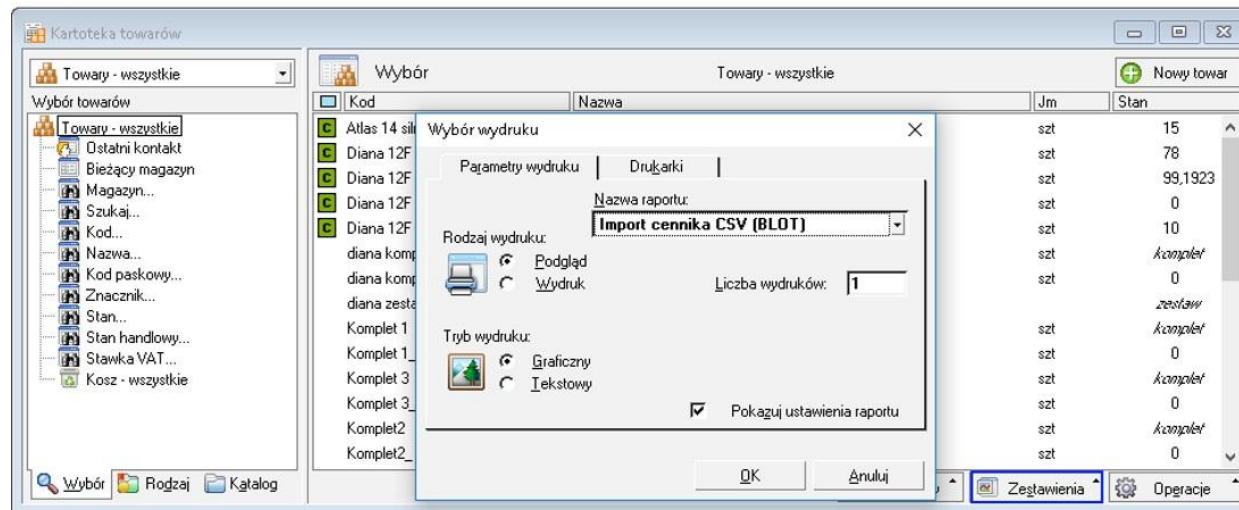 Kartoteka towarów
Towary - wszystkie
Wybór towarów
Towary - wszystkie
Ostatni kontakt
Bieżący magazyn
Magazyn...
Szukaj...
Kod...
Nazwa...
Kod paskowy...
Znacznik...
Stan...
Stan handlowy...
Stawka VAT...
Kosz - wszystkie
Wybór
Rodzaj
Katalog
Wybór
Towary - wszystkie
Nowy towar
Kod
Nazwa
Jm
Stan
Atlas 14
szt
15
Diana 12F
szt
78
Diana 12F
szt
99,1923
Diana 12F
szt
0
Diana 12F
szt
10
diana
komplet
diana
szt
0
diana
zestaw
Komplet 1
szt
komplet
Komplet 1_
szt
0
Komplet 3
szt
komplet
Komplet 3_
szt
0
Komplet2
szt
komplet
Komplet2_
szt
0
Wybór wydruku
Parametry wydruku
Drukarki
Nazwa raportu:
Import cennika CSV (BLOT)
Rodzaj wydruku:
Podgląd
Wydruk
Liczba wydruków:
1
Tryb wydruku:
Graficzny
Tekstowy
Pokazuj ustawienia raportu
OK
Anuluj
Zestawienia
Operacje